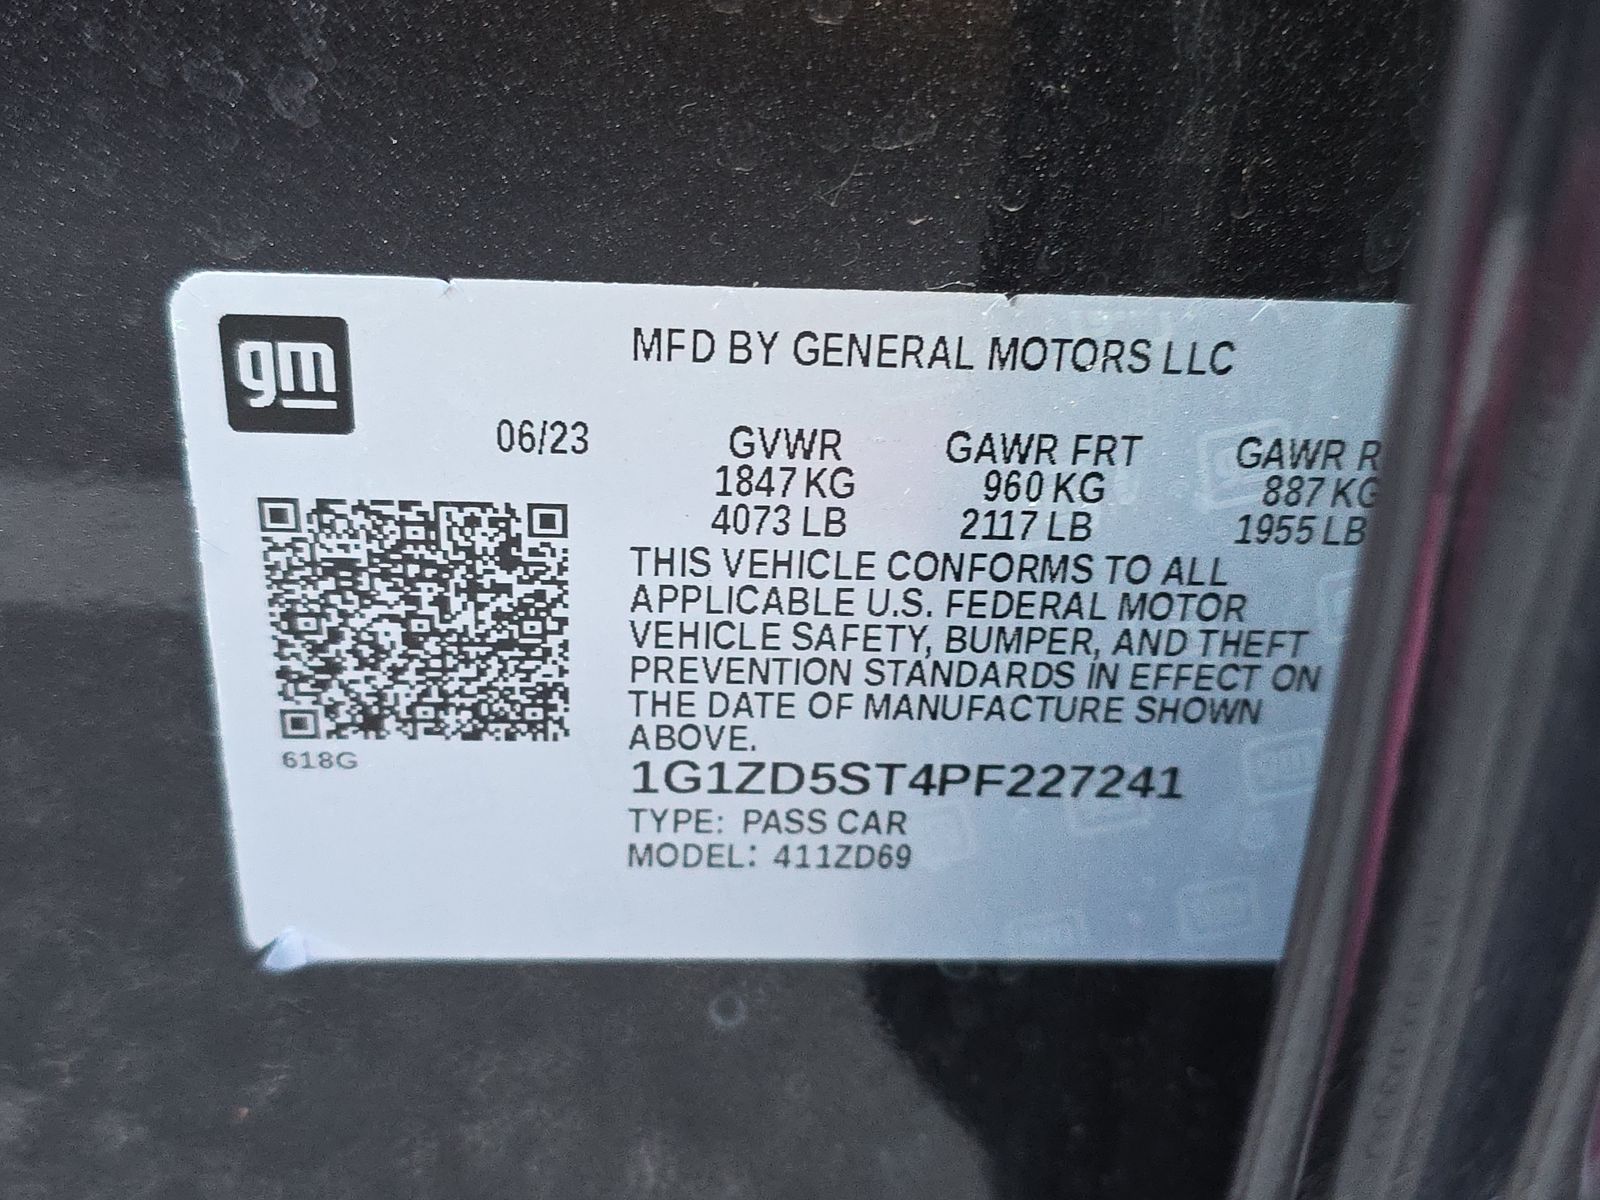 gm
MFD BY GENERAL MOTORS LLC
06/23 GVWR GAWR FRT GAWR R
1847 KG 960 KG 887 KG
4073 LB 2117 LB 1955 LB
THIS VEHICLE CONFORMS TO ALL
APPLICABLE U.S. FEDERAL MOTOR
VEHICLE SAFETY, BUMPER, AND THEFT
PREVENTION STANDARDS IN EFFECT ON
THE DATE OF MANUFACTURE SHOWN
ABOVE.
618G
1G1ZD5ST4PF227241
TYPE: PASS CAR
MODEL: 411ZD69